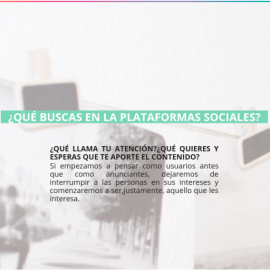 ¿QUÉ BUSCAS EN LA PLATAFORMAS SOCIALES?
¿QUÉ LLAMA TU ATENCIÓN?¿QUÉ QUIERES Y
ESPERAS QUE TE APORTE EL CONTENIDO?
Si empezamos a pensar como usuarios antes
que como anunciantes, dejaremos de
interrumpir a las personas en sus intereses y
comenzaremos a ser,justamente, aquello que les
interesa.